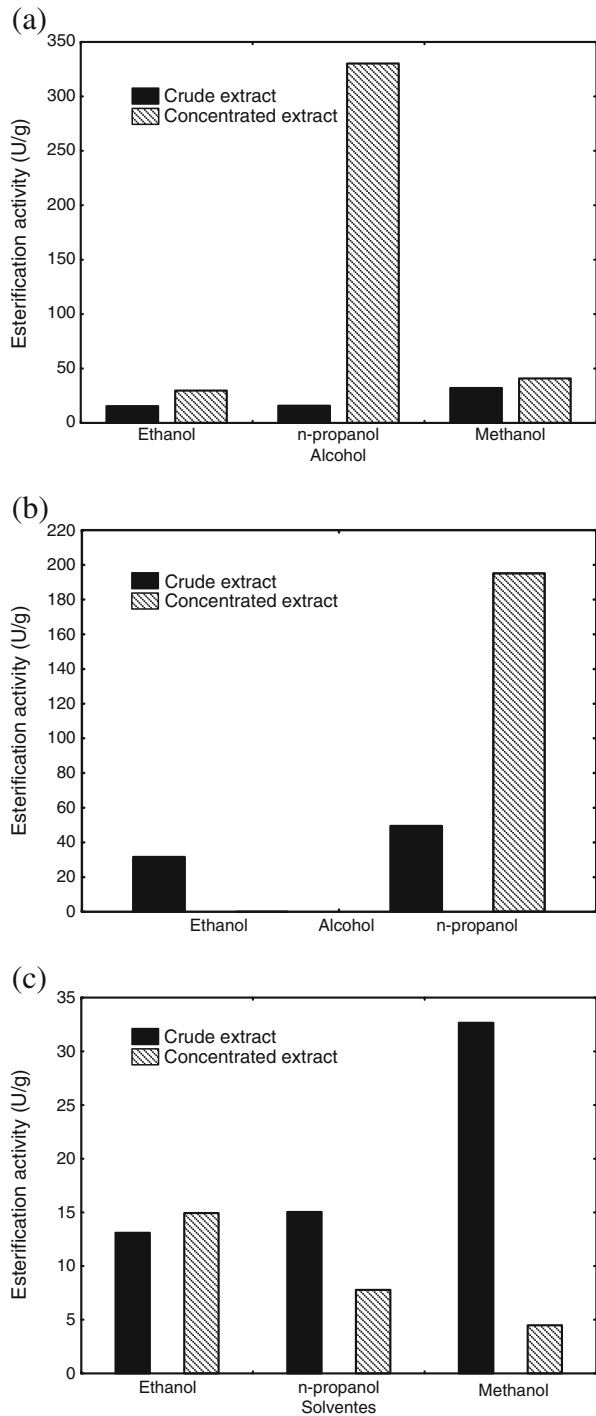 (a)
350
300
250
200
150
100
50
0
Esterification activity (U/g)
Crude extract
Concentrated extract
Ethanol n-propanol Methanol
Alcohol
(b)
220
200
180
160
140
120
100
80
60
40
20
0
Esterification activity (U/g)
Crude extract
Concentrated extract
Ethanol Alcohol n-propanol
(c)
35
30
25
20
15
10
5
0
Esterification activity (U/g)
Crude extract
Concentrated extract
Ethanol n-propanol Methanol
Solventes